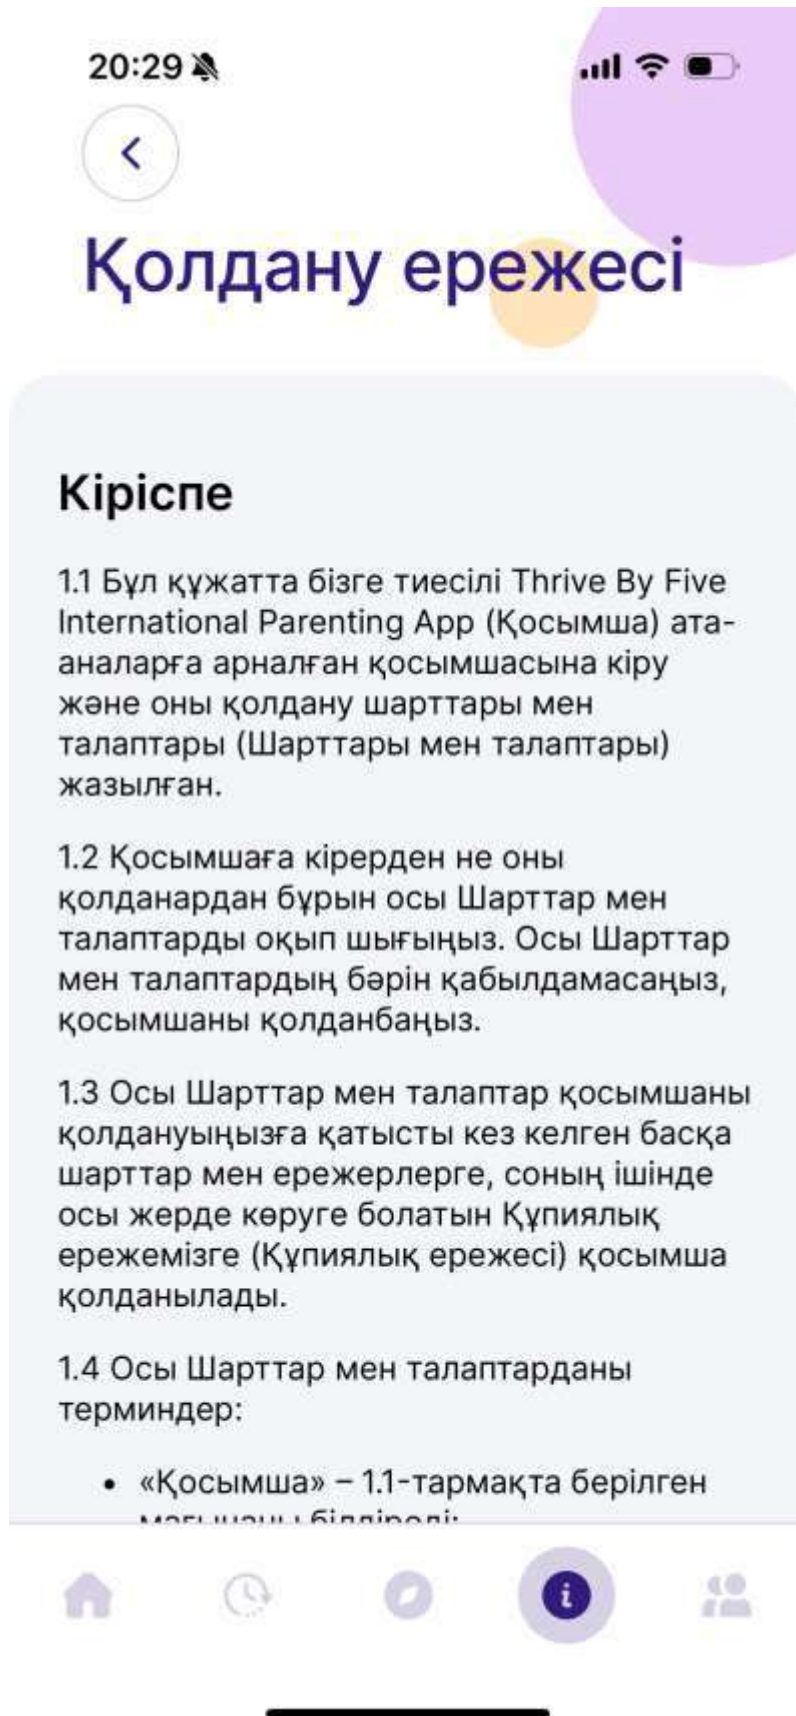 20:29
Қолдану ережесі
Кіріспе
1.1 Бұл құжатта бізге тиесілі Thrive By Five
International Parenting App (Қосымша) ата-
аналарға арналған қосымшасына кіру
және оны қолдану шарттары мен
талаптары (Шарттары мен талаптары)
жазылған.
1.2 Қосымшаға кірерден не оны
қолданардан бұрын осы Шарттар мен
талаптарды оқып шығыңыз. Осы Шарттар
мен талаптардың бәрін қабылдамасаңыз,
қосымшаны қолданбаңыз.
1.3 Осы Шарттар мен талаптар қосымшаны
қолдануыңызға қатысты кез келген басқа
шарттар мен ережерлерге, соның ішінде
осы жерде көруге болатын Құпиялық
ережемізге (Құпиялық ережесі) қосымша
қолданылады.
1.4 Осы Шарттар мен талаптарданы
терминдер:
• «Қосымша» – 1.1-тармақта берілген
мағынаны білдіреді;